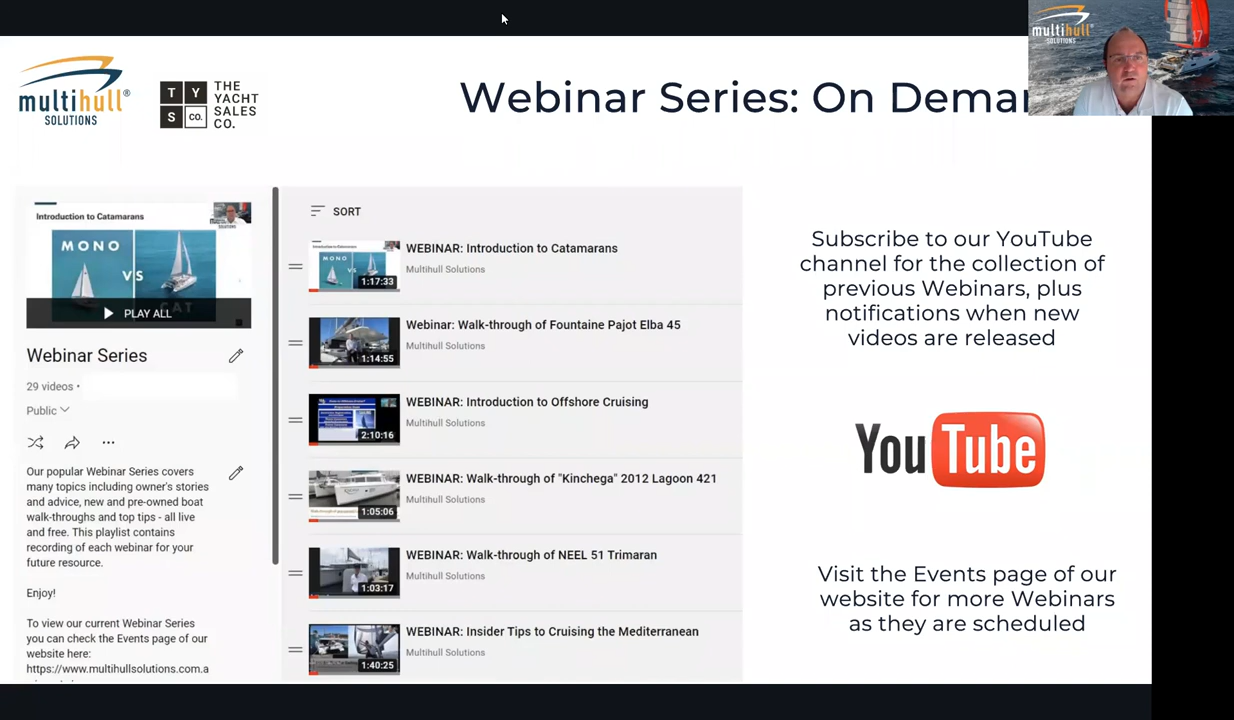 multihull®
SOLUTIONS
T Y
S CO.
THE
YACHT
SALES
CO.
Webinar Series: On Deman
multihull
SOLUTIONS
Introduction to Catamarans
MONO
VS
CAT
PLAY ALL
Webinar Series
29 videos •
Public
Our popular Webinar Series covers
many topics including owner's stories
and advice, new and pre-owned boat
walk-throughs and top tips - all live
and free. This playlist contains
recording of each webinar for your
future resource.
Enjoy!
To view our current Webinar Series
you can check the Events page of our
website here:
https://www.multihullsolutions.com.a
SORT
WEBINAR: Introduction to Catamarans
Multihull Solutions
MONO
VS
1:17:33
Webinar: Walk-through of Fountaine Pajot Elba 45
Multihull Solutions
1:14:55
WEBINAR: Introduction to Offshore Cruising
Multihull Solutions
2:10:16
WEBINAR: Walk-through of "Kinchega" 2012 Lagoon 421
Multihull Solutions
1:05:06
WEBINAR: Walk-through of NEEL 51 Trimaran
Multihull Solutions
1:03:17
WEBINAR: Insider Tips to Cruising the Mediterranean
Multihull Solutions
1:40:25
Subscribe to our YouTube
channel for the collection of
previous Webinars, plus
notifications when new
videos are released
YouTube
Visit the Events page of our
website for more Webinars
as they are scheduled